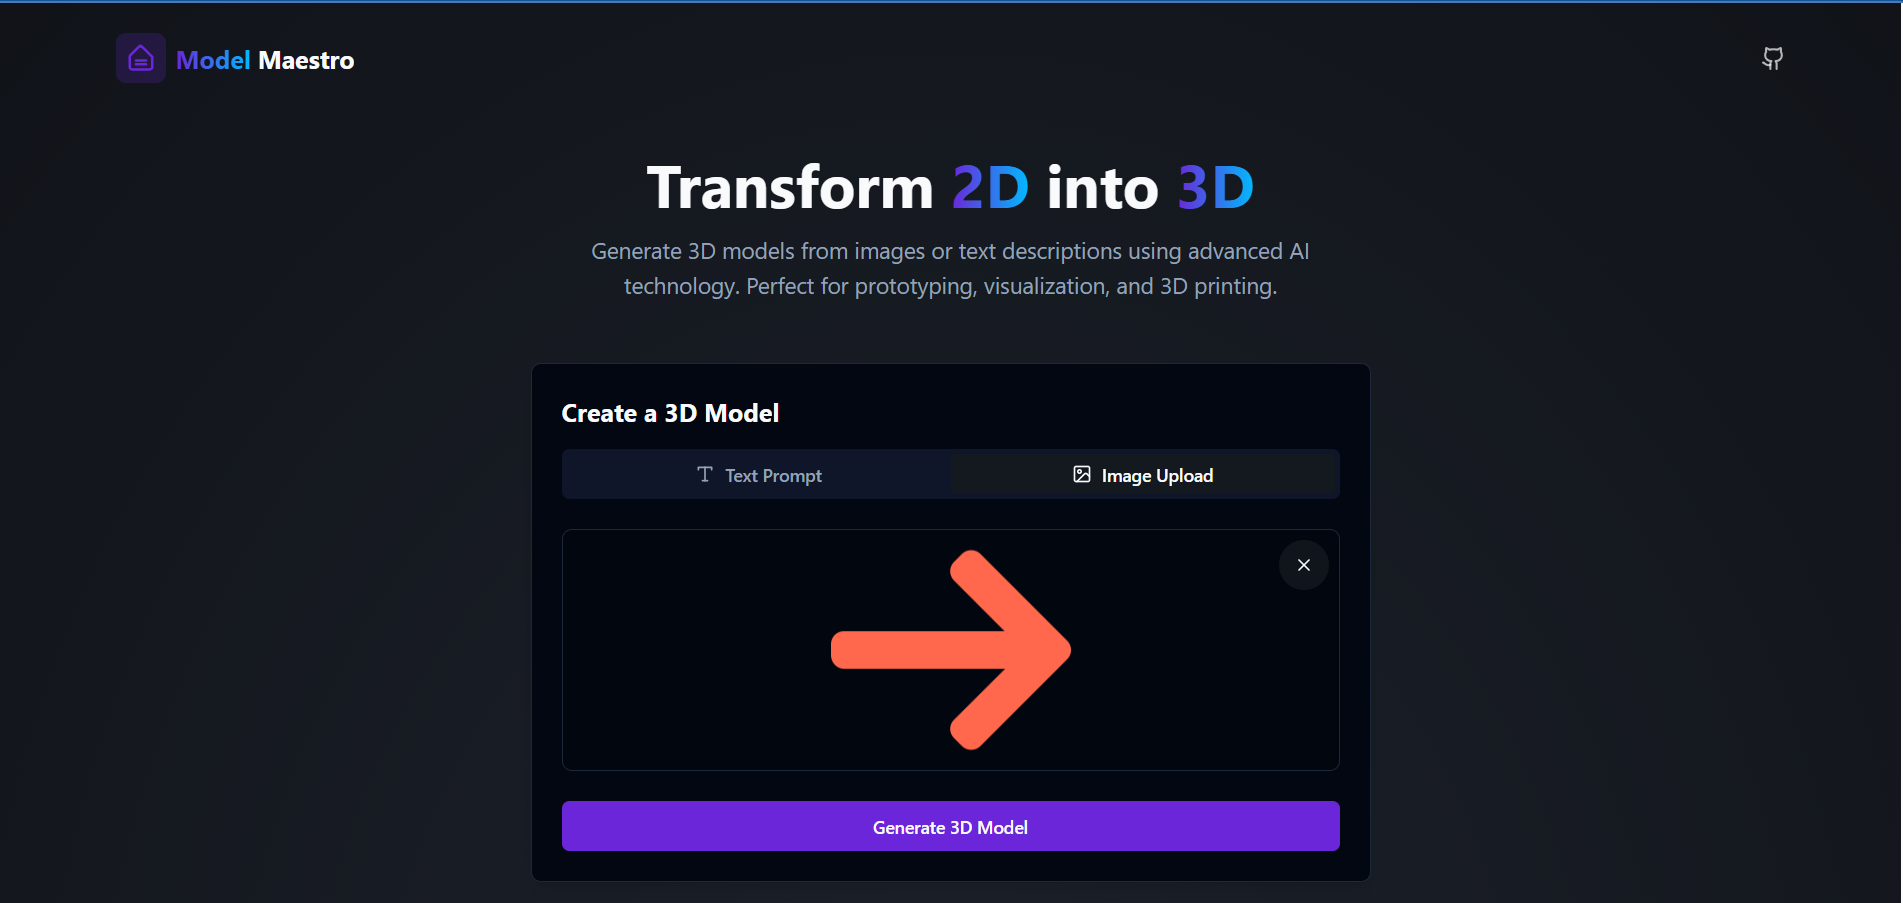 Model Maestro
Transform 2D into 3D
Generate 3D models from images or text descriptions using advanced AI
technology. Perfect for prototyping, visualization, and 3D printing.
Create a 3D Model
Text Prompt
Image Upload
Generate 3D Model